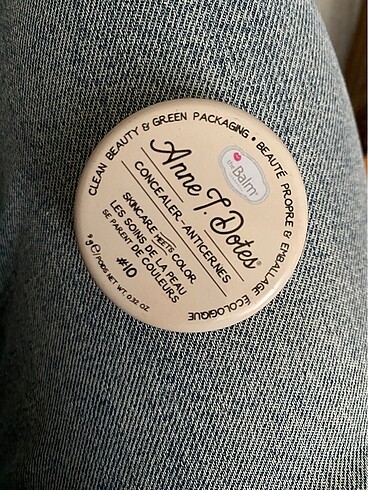 CLEAN BEAUTY & GREEN PACKAGING • BEAUTÉ PROPRE & EMBALLAGE ÉCOLOGIQUE
theBalm®
Anne T. Dotes®
CONCEALER. ANTICERNES
SKINCARE MEETS COLOR.
LES SOINS DE LA PEAU
SE PARENT DE COULEURS
#10
9 g ℮/POIDS NET WT. 0.32 OZ